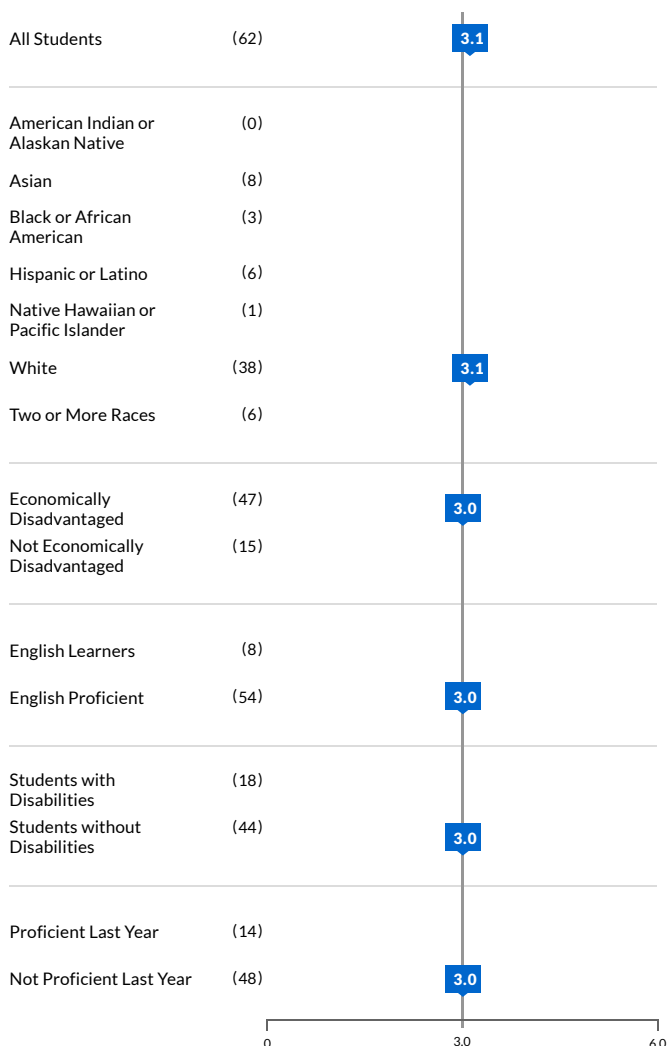 All Students (62) 3.1
American Indian or (0)
Alaskan Native
Asian (8)
Black or African (3)
American
Hispanic or Latino (6)
Native Hawaiian or (1)
Pacific Islander
White (38) 3.1
Two or More Races (6)
Economically (47) 3.0
Disadvantaged
Not Economically (15)
Disadvantaged
English Learners (8)
English Proficient (54) 3.0
Students with (18)
Disabilities
Students without (44) 3.0
Disabilities
Proficient Last Year (14)
Not Proficient Last Year (48) 3.0
0 3.0 6.0